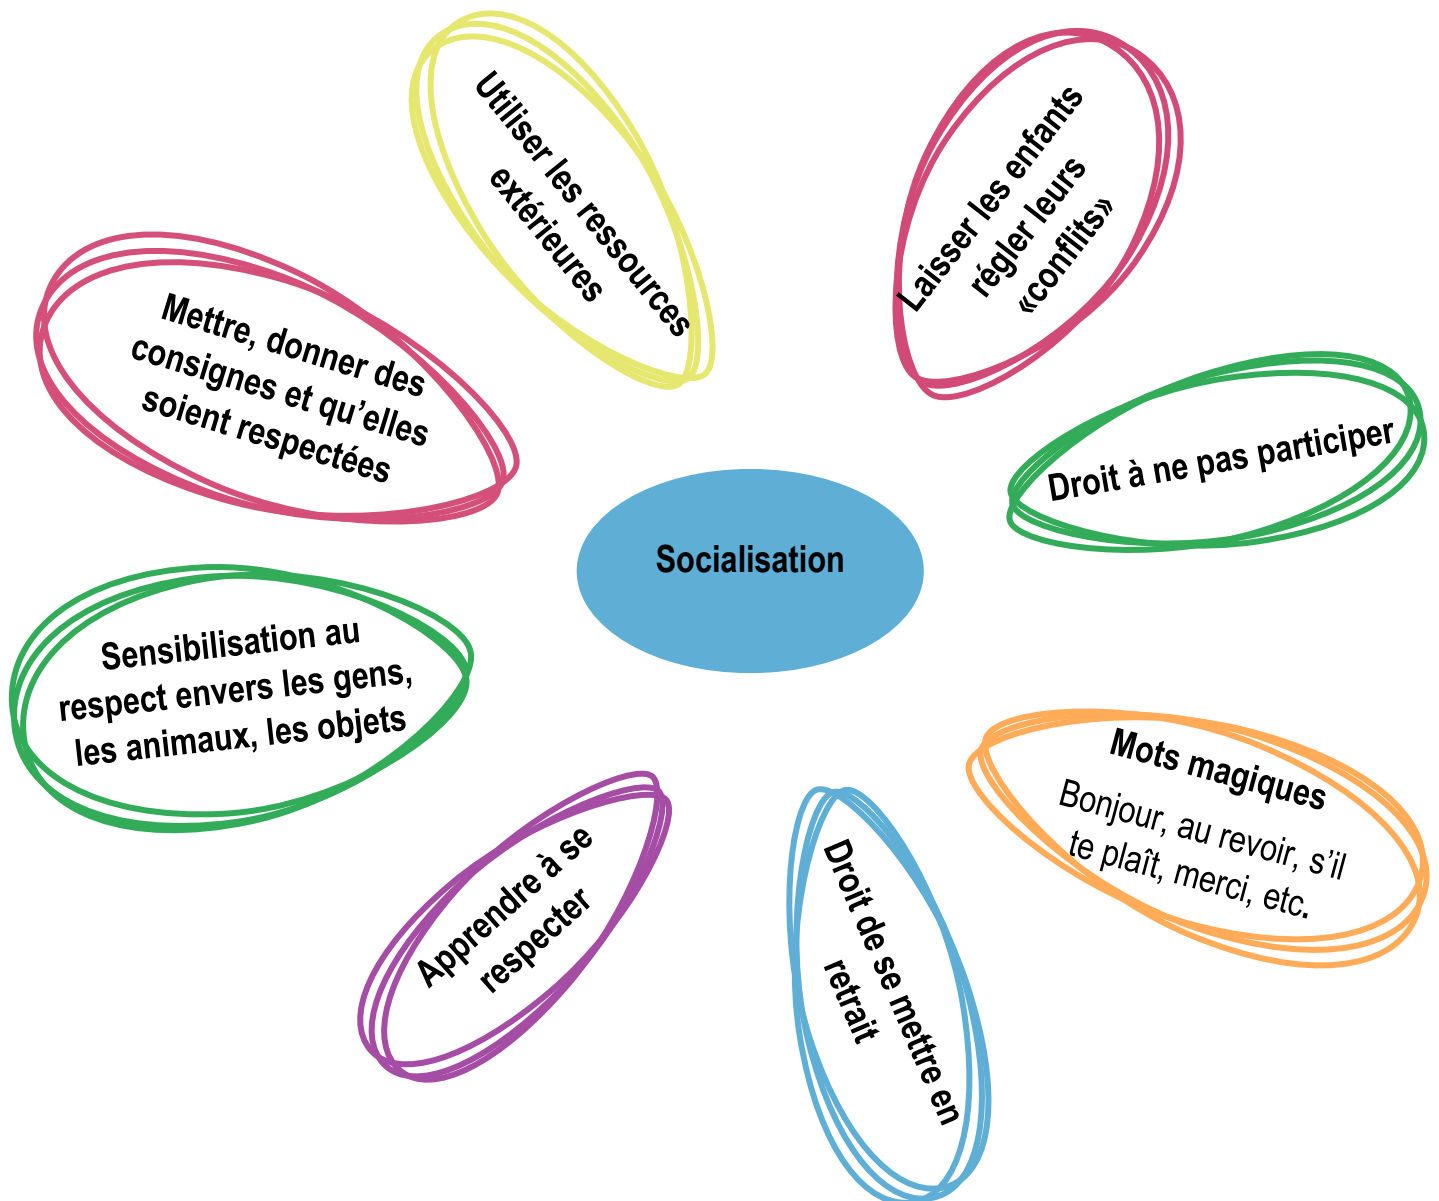 Utiliser les ressources
extérieures
Laisser les enfants
régler leurs
«conflits»
Mettre, donner des
consignes et qu’elles
soient respectées
Droit à ne pas participer
Socialisation
Sensibilisation au
respect envers les gens,
les animaux, les objets
Mots magiques
Bonjour, au revoir, s’il
te plaît, merci, etc.
Apprendre à se
respecter
Droit de se mettre en
retrait